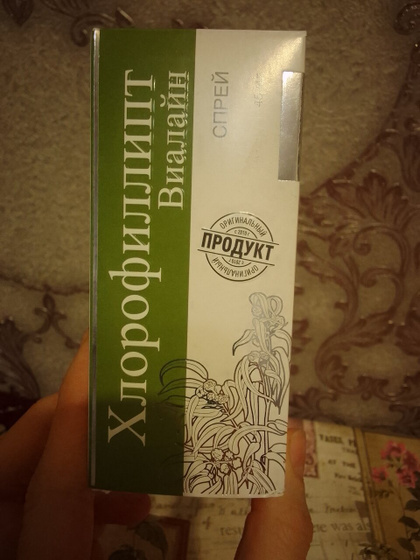 Хлорофиллипт
Виалайн
СПРЕЙ
ОРИГИНАЛЬНЫЙ
ПРОДУКТ
ОРИГИНАЛЬНЫЙ